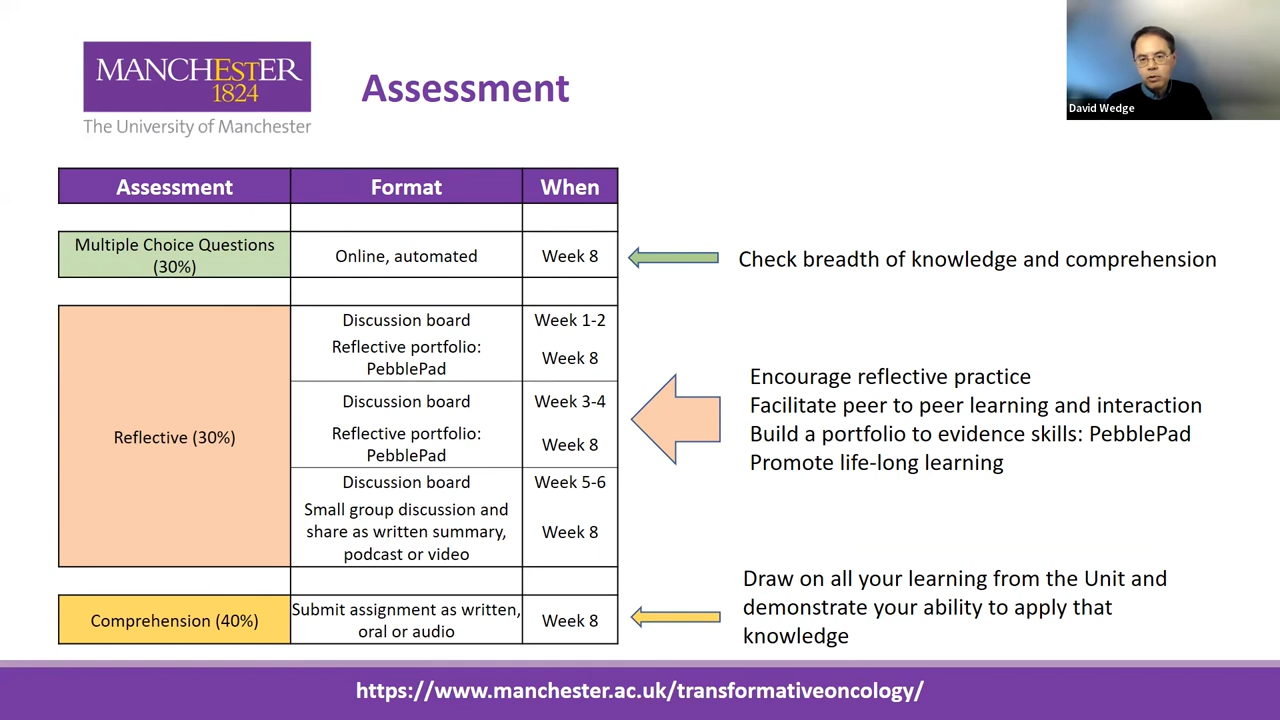 MANCHESTER
1824
The University of Manchester
Assessment
David Wedge
Assessment Format When
Multiple Choice Questions
(30%)
Online, automated
Week 8
Check breadth of knowledge and comprehension
Reflective (30%)
Discussion board
Week 1-2
Reflective portfolio:
PebblePad
Week 8
Discussion board
Week 3-4
Reflective portfolio:
PebblePad
Week 8
Discussion board
Week 5-6
Small group discussion and
share as written summary,
podcast or video
Week 8
Encourage reflective practice
Facilitate peer to peer learning and interaction
Build a portfolio to evidence skills: PebblePad
Promote life-long learning
Comprehension (40%)
Submit assignment as written,
oral or audio
Week 8
Draw on all your learning from the Unit and
demonstrate your ability to apply that
knowledge
https://www.manchester.ac.uk/transformativeoncology/